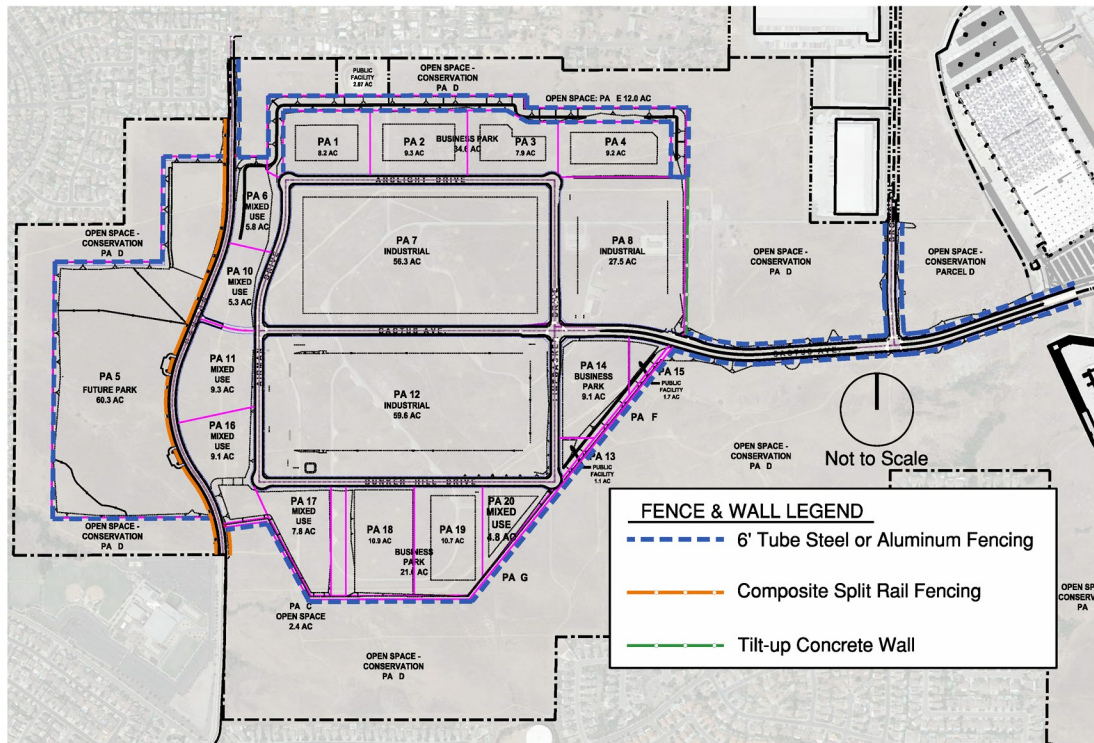 OPEN SPACE -
CONSERVATION
PA D
PUBLIC
FACILITY
2.87 AC
OPEN SPACE: PA E 12.0 AC
PA 1
8.2 AC
PA 2
9.3 AC
BUSINESS PARK
34.6 AC
PA 3
7.9 AC
PA 4
9.2 AC
ARCLIGHT DRIVE
PA 6
MIXED
USE
5.8 AC
OPEN SPACE -
CONSERVATION
PA D
PA 7
INDUSTRIAL
56.3 AC
PA 8
INDUSTRIAL
27.5 AC
OPEN SPACE -
CONSERVATION
PA D
OPEN SPACE -
CONSERVATION
PARCEL D
PA 10
MIXED
USE
5.3 AC
DRIVE
CACTUS AVE.
CACTUS AVE.
PA 5
FUTURE PARK
60.3 AC
PA 11
MIXED
USE
9.3 AC
PA 12
INDUSTRIAL
59.6 AC
PA 14
BUSINESS
PARK
9.1 AC
PA 15
PUBLIC
FACILITY
1.7 AC
PA F
PA 16
MIXED
USE
9.1 AC
PA 13
PUBLIC
FACILITY
1.1 AC
OPEN SPACE -
CONSERVATION
PA D
Not to Scale
BUNKER HILL DRIVE
PA 17
MIXED
USE
7.8 AC
PA 18
10.9 AC
PA 19
10.7 AC
BUSINESS
PARK
PA 20
MIXED
USE
4.8 AC
OPEN SPACE -
CONSERVATION
PA D
PA G
PA C
OPEN SPACE
2.4 AC
OPEN SPACE -
CONSERVATION
PA D
FENCE & WALL LEGEND
6' Tube Steel or Aluminum Fencing
Composite Split Rail Fencing
Tilt-up Concrete Wall